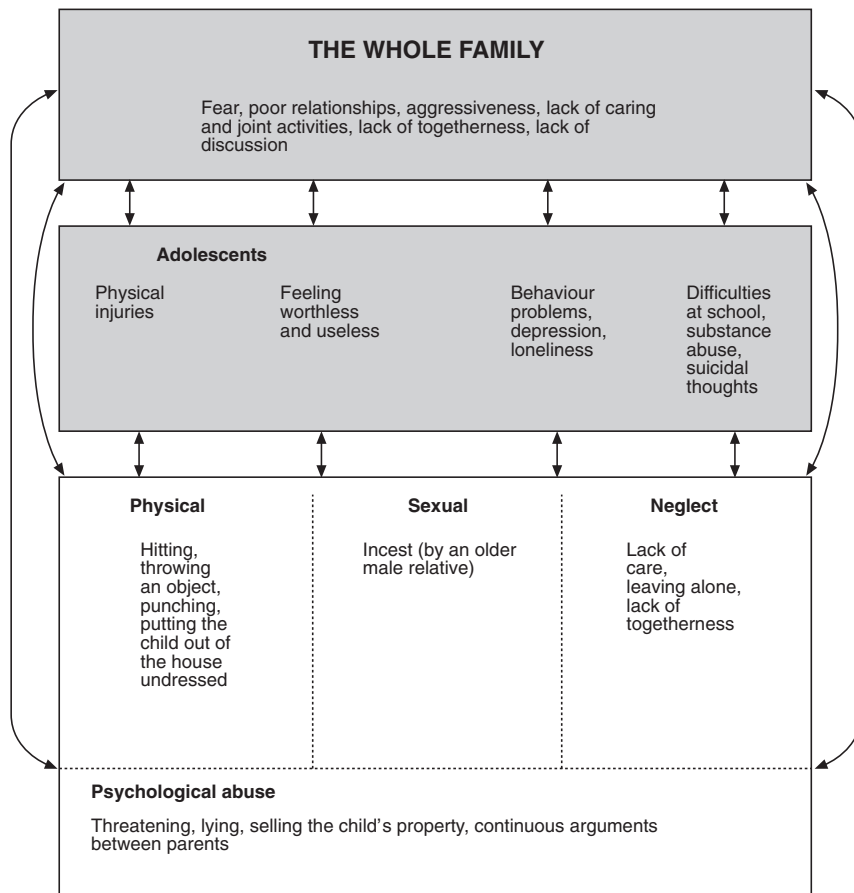 THE WHOLE FAMILY
Fear, poor relationships, aggressiveness, lack of caring
and joint activities, lack of togetherness, lack of
discussion
Adolescents
Physical
injuries
Feeling
worthless
and useless
Behaviour
problems,
depression,
loneliness
Difficulties
at school,
substance
abuse,
suicidal
thoughts
Physical
Hitting,
throwing
an object,
punching,
putting the
child out of
the house
undressed
Sexual
Incest (by an older
male relative)
Neglect
Lack of
care,
leaving alone,
lack of
togetherness
Psychological abuse
Threatening, lying, selling the child's property, continuous arguments
between parents